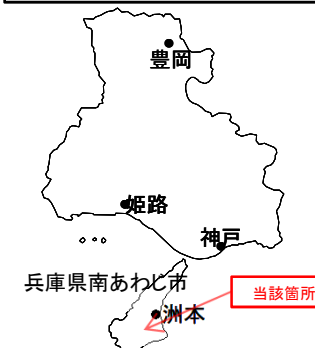 豊岡
姫路
神戸
兵庫県南あわじ市
当該箇所
洲本